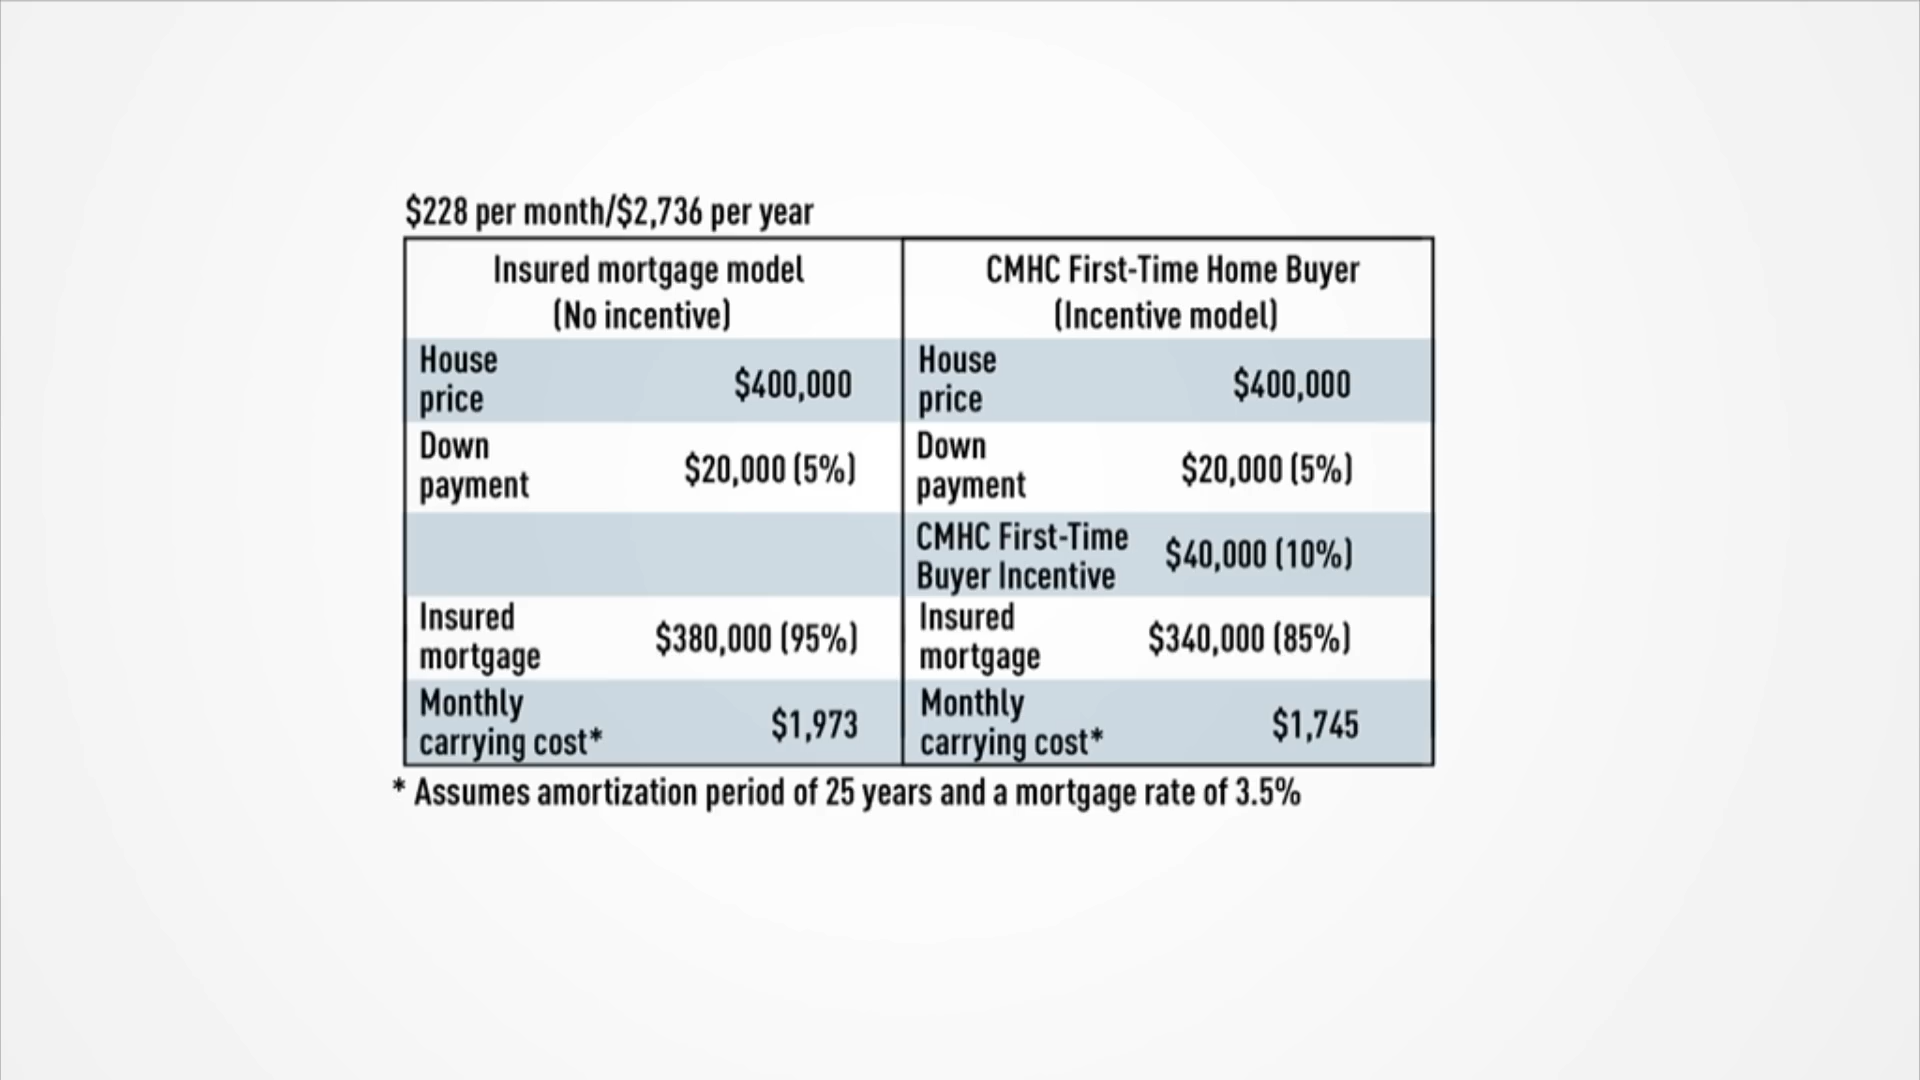 $228 per month/$2,736 per year
Insured mortgage model
(No incentive)
CMHC First-Time Home Buyer
(Incentive model)
House
price
$400,000
House
price
$400,000
Down
payment
$20,000 (5%)
Down
payment
$20,000 (5%)
CMHC First-Time
Buyer Incentive
$40,000 (10%)
Insured
mortgage
$380,000 (95%)
Insured
mortgage
$340,000 (85%)
Monthly
carrying cost*
$1,973
Monthly
carrying cost*
$1,745
* Assumes amortization period of 25 years and a mortgage rate of 3.5%